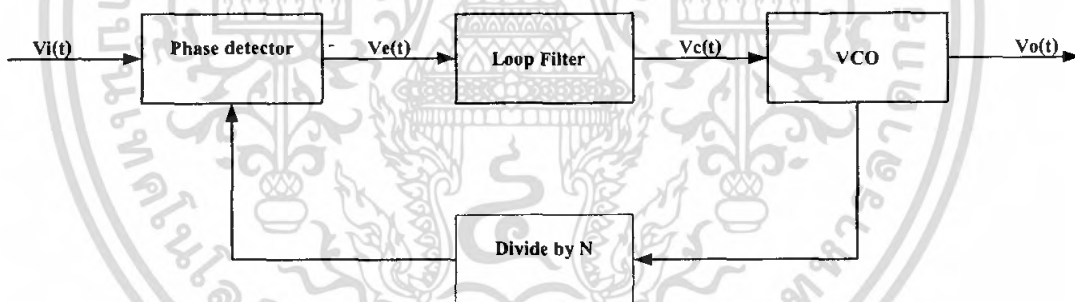 Vi(t)
Phase detector
Ve(t)
Loop Filter
Vc(t)
VCO
Vo(t)
Divide by N